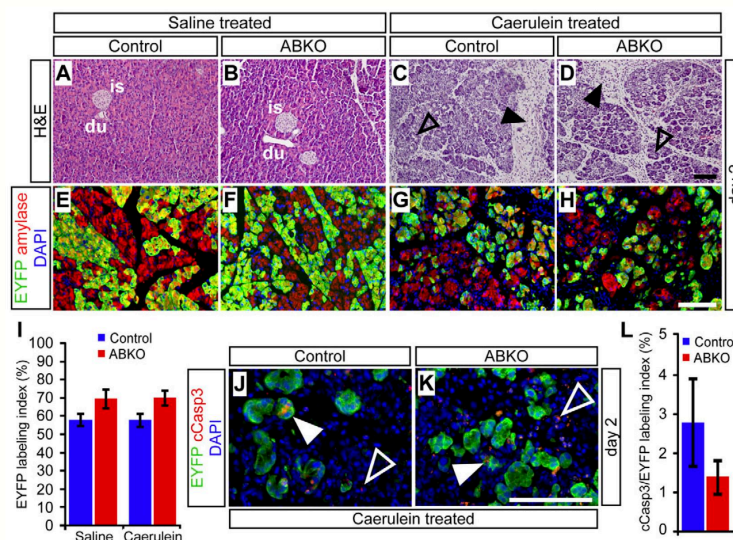 Saline treated
Caerulein treated
Control
ABKO
Control
ABKO
H&E
A
is
du
B
is
du
C
D
EYFP amylase
DAPI
E
F
G
H
I
EYFP labeling index (%)
100
90
80
70
60
50
40
30
20
10
0
Control
ABKO
Saline
Caerulein
Control
ABKO
EYFP cCasp3
DAPI
J
K
day 2
Caerulein treated
L
cCasp3/EYFP labeling index (%)
5
4
3
2
1
0
Control
ABKO